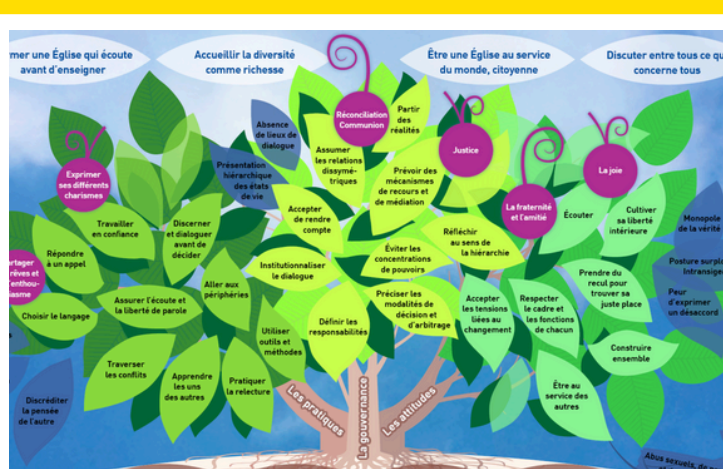 mer une Église qui écoute
avant d'enseigner
Accueillir la diversité
comme richesse
Être une Église au service
du monde, citoyenne
Discuter entre tous ce qu
concerne tous
Exprimer
ses différents
charismes
artager
rêves et
'enthou-
iasme
Répondre
à un appel
Travailler
en confiance
Discerner
et dialoguer
avant de
décider
Choisir le langage
Assurer l'écoute et
la liberté de parole
Aller aux
périphéries
Traverser
les conflits
Apprendre
les uns
des autres
Pratiquer
la relecture
Utiliser
outils et
méthodes
Discréditer
la pensée
de l'autre
Absence
de lieux de
dialogue
Présentation
hiérarchique
des états
de vie
Réconciliation
Communion
Partir
des
réalités
Assumer
les relations
dissymé-
triques
Prévoir des
mécanismes
de recours et
de médiation
Accepter
de rendre
compte
Institutionnaliser
le dialogue
Éviter les
concentrations
de pouvoirs
Réfléchir
au sens de
la hiérarchie
Définir les
responsabilités
Préciser les
modalités de
décision et
d'arbitrage
Justice
La fraternité
et l'amitié
La joie
Écouter
Cultiver
sa liberté
intérieure
Accepter
les tensions
liées au
changement
Respecter
le cadre et
les fonctions
de chacun
Prendre du
recul pour
trouver sa
juste place
Construire
ensemble
Être au
service des
autres
Monopole
de la vérité
Posture surpl
Intransige
Peur
d'exprimer
un désaccord
Abus sexuels, de
Les pratiques
La gouvernance
Les attitudes